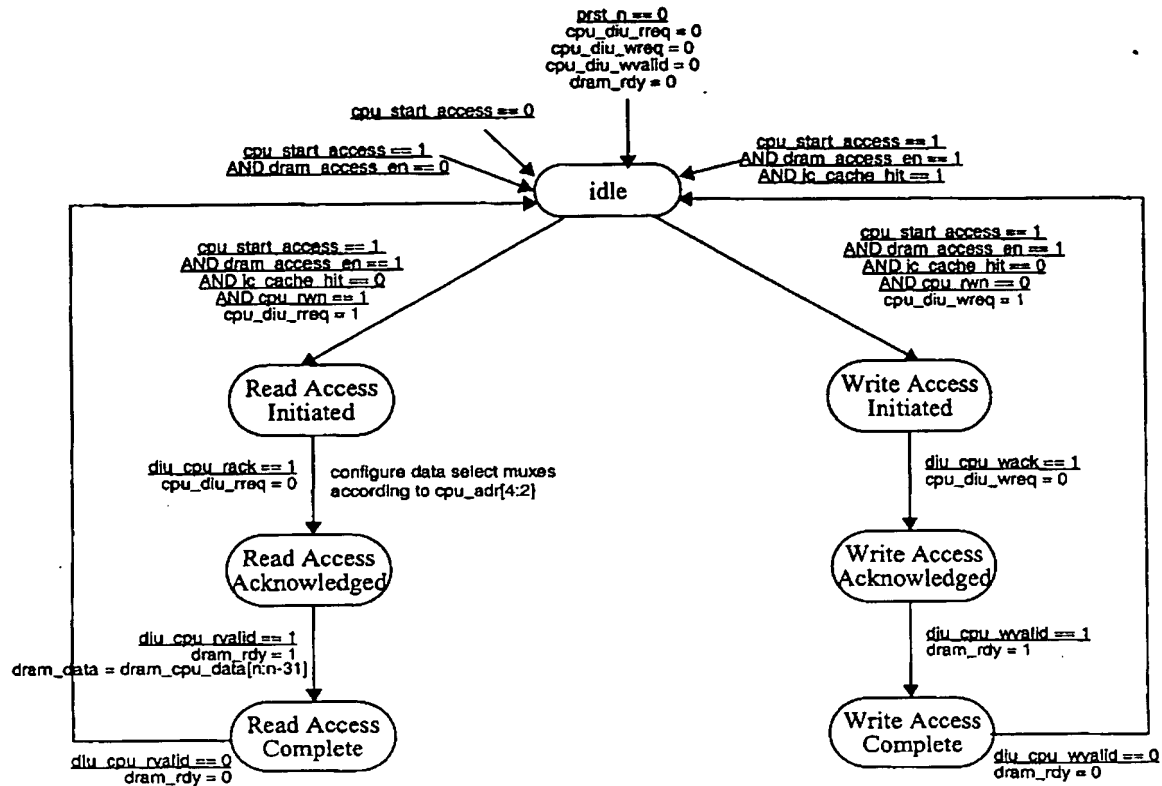 prst_n == 0
cpu_diu_rreq = 0
cpu_diu_wreq = 0
cpu_diu_wvalid = 0
dram_rdy = 0
cpu_start_access == 0
cpu_start_access == 1
AND dram_access_en == 0
cpu_start_access == 1
AND dram_access_en == 1
AND ic_cache_hit == 1
idle
cpu_start_access == 1
AND dram_access_en == 1
AND ic_cache_hit == 0
AND cpu_rwn == 1
cpu_diu_rreq = 1
cpu_start_access == 1
AND dram_access_en == 1
AND ic_cache_hit == 0
AND cpu_rwn == 0
cpu_diu_wreq = 1
Read Access
Initiated
Write Access
Initiated
diu_cpu_rack == 1
cpu_diu_rreq = 0
configure data select muxes
according to cpu_adr[4:2]
diu_cpu_wack == 1
cpu_diu_wreq = 0
Read Access
Acknowledged
Write Access
Acknowledged
diu_cpu_rvalid == 1
dram_rdy = 1
dram_data = dram_cpu_data[n:n-31]
diu_cpu_wvalid == 1
dram_rdy = 1
Read Access
Complete
Write Access
Complete
diu_cpu_rvalid == 0
dram_rdy = 0
diu_cpu_wvalid == 0
dram_rdy = 0